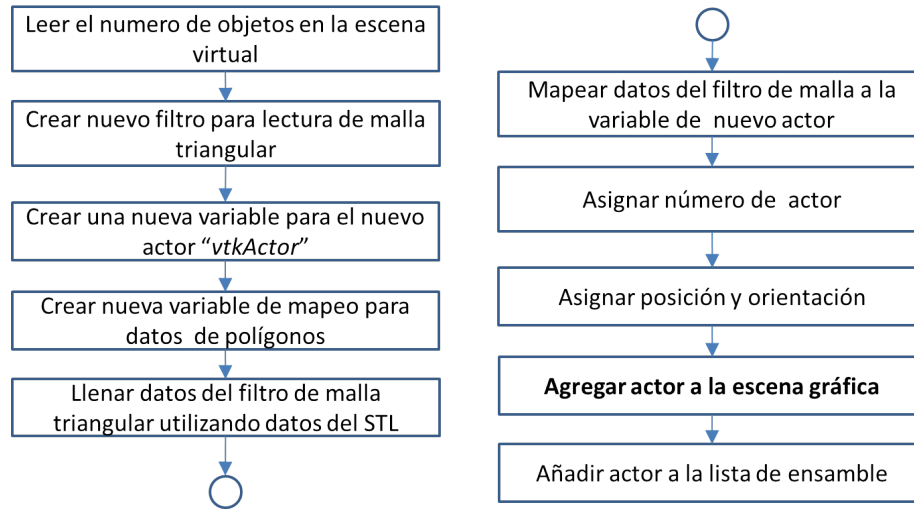 Leer el numero de objetos en la escena
virtual
Crear nuevo filtro para lectura de malla
triangular
Crear una nueva variable para el nuevo
actor “vtkActor”
Crear nueva variable de mapeo para
datos de polígonos
Llenar datos del filtro de malla
triangular utilizando datos del STL
Mapear datos del filtro de malla a la
variable de nuevo actor
Asignar número de actor
Asignar posición y orientación
Agregar actor a la escena gráfica
Añadir actor a la lista de ensamble